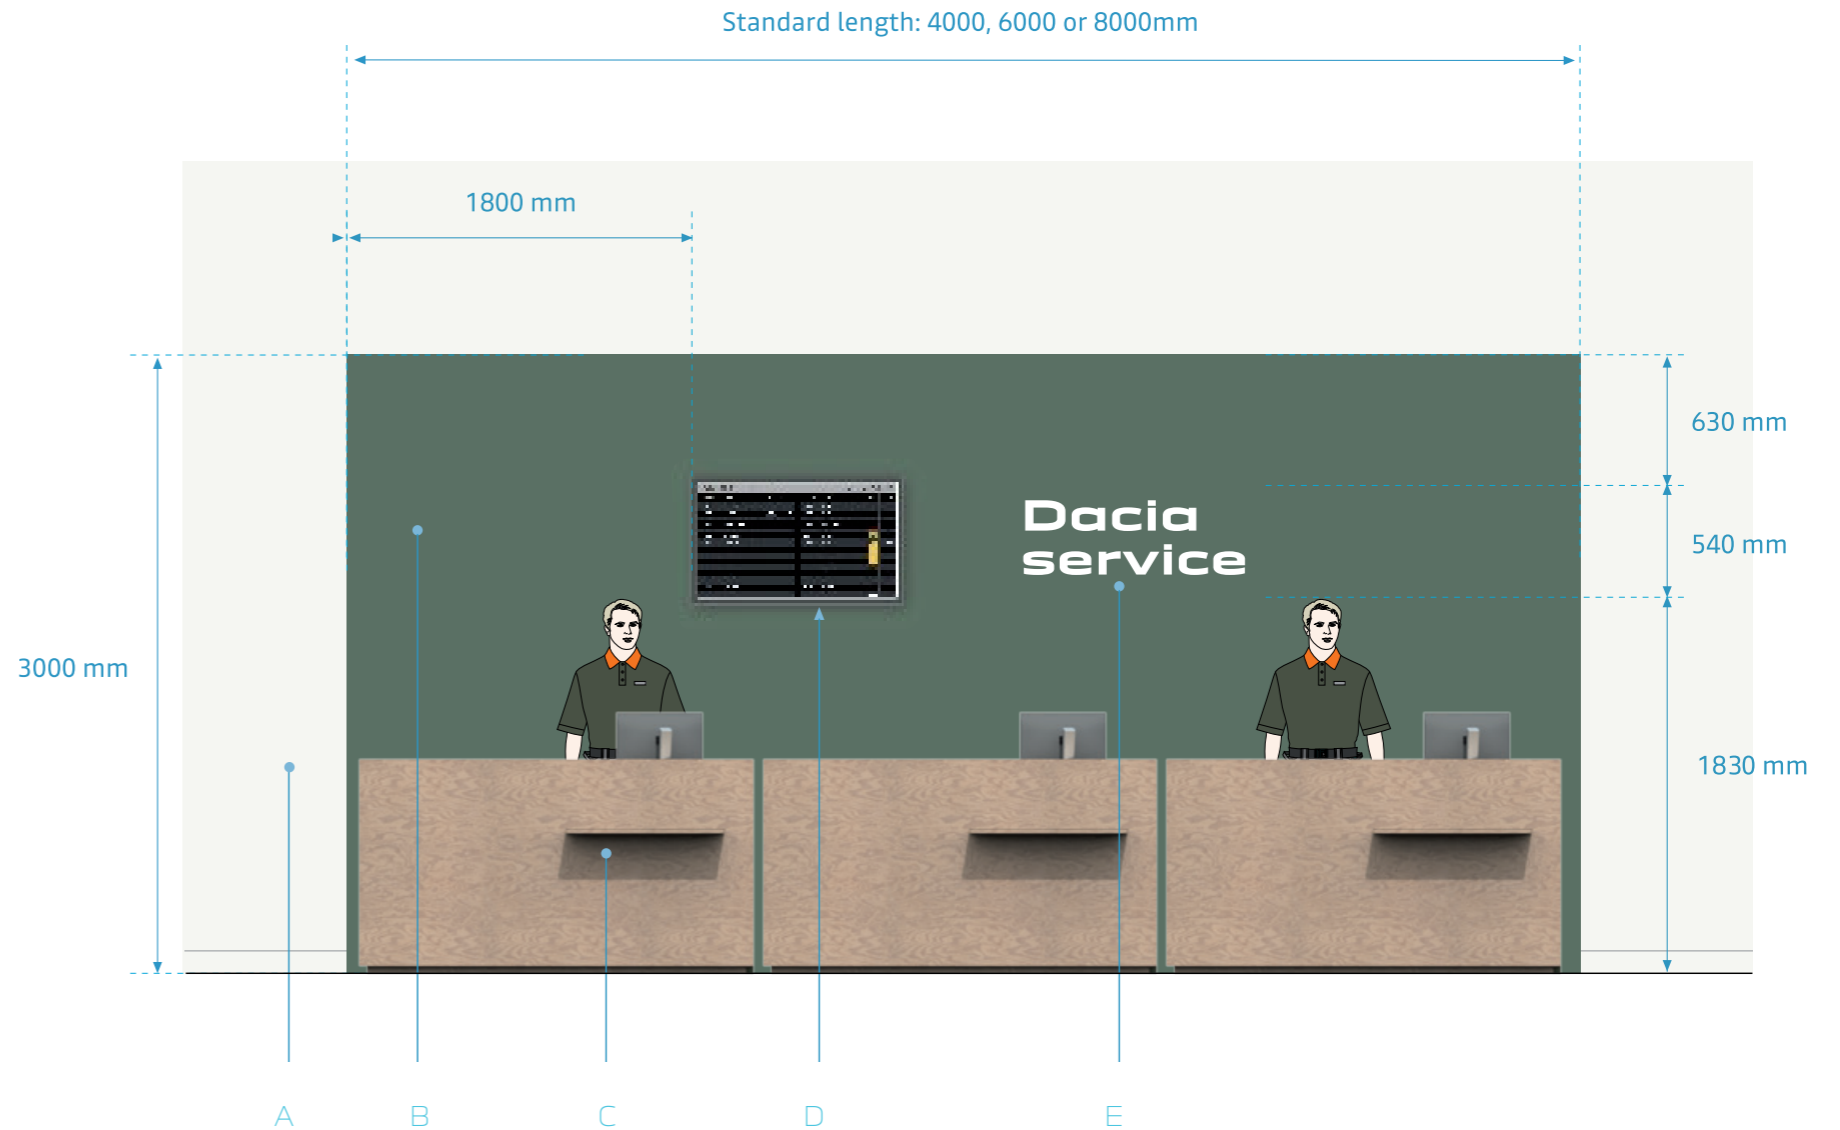 Standard length: 4000, 6000 or 8000mm
1800 mm
630 mm
Dacia
service
540 mm
3000 mm
1830 mm
A
B
C
D
E